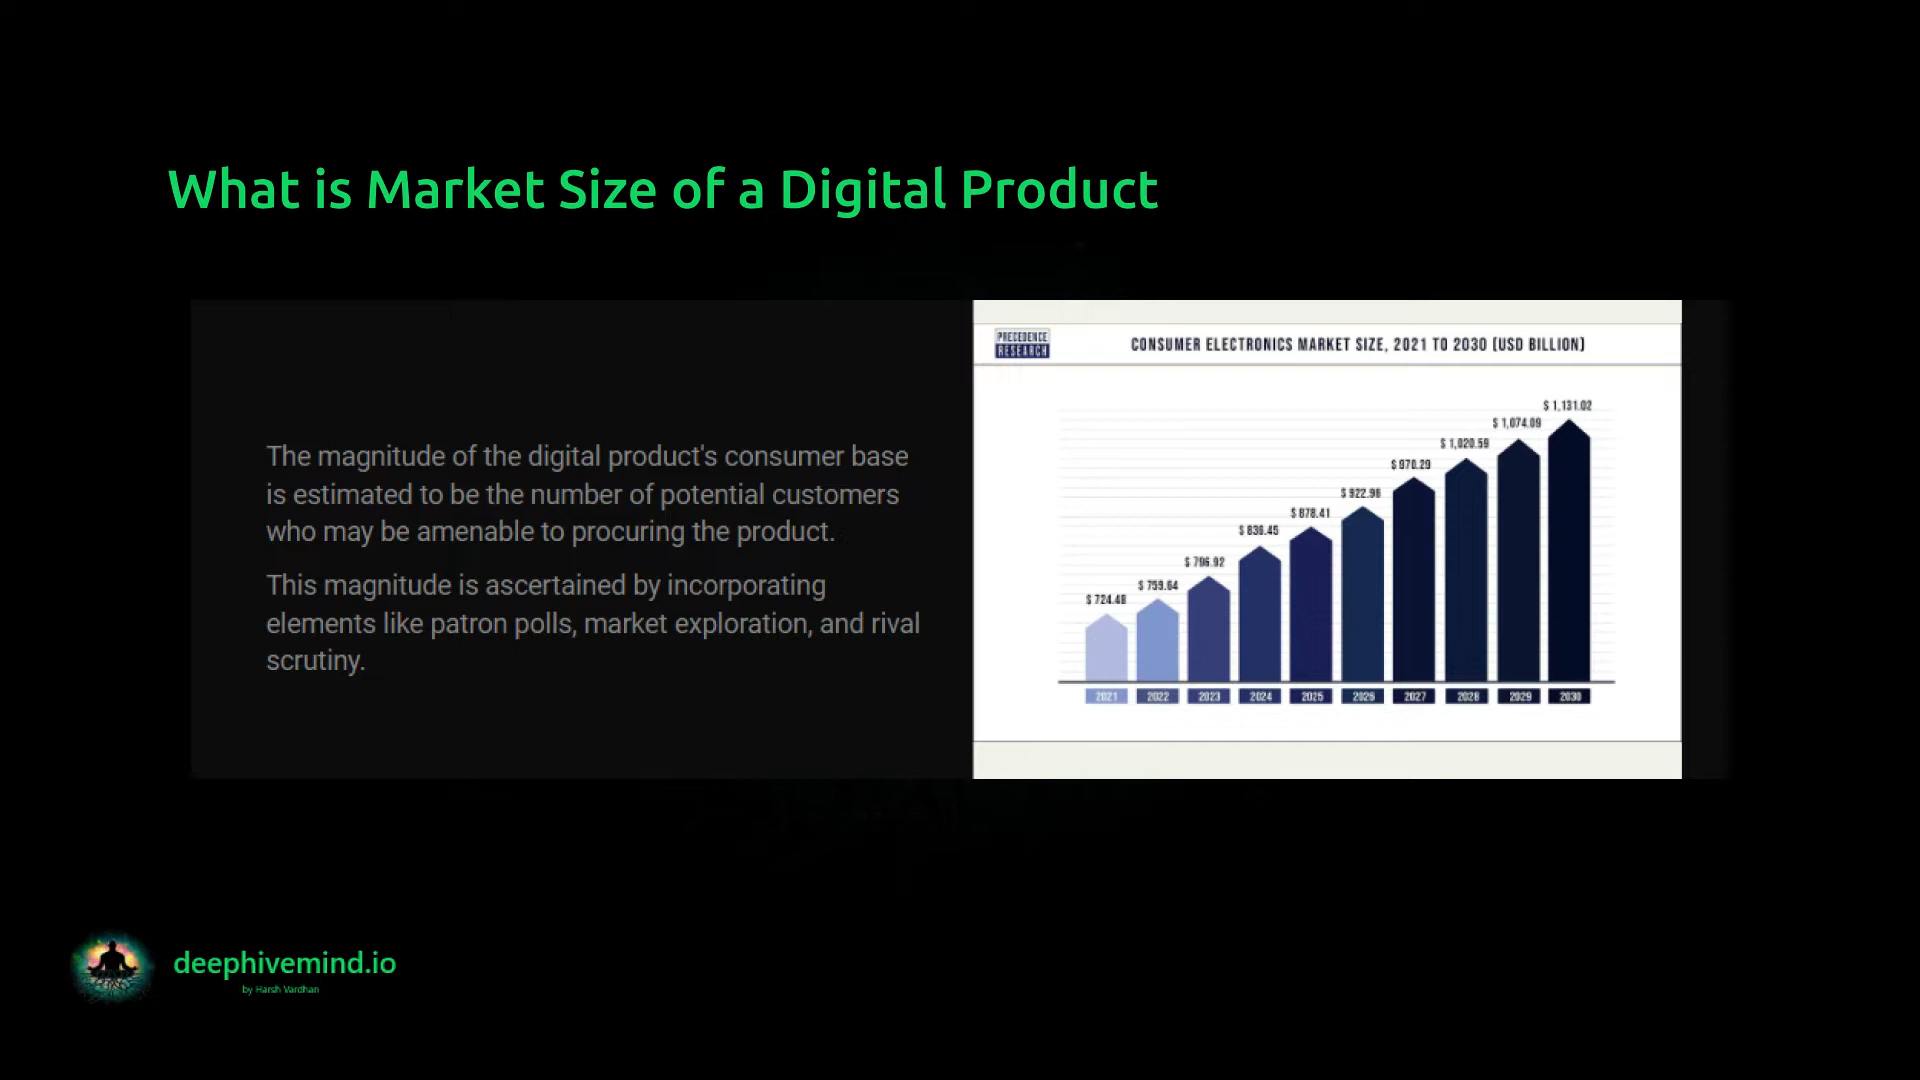 What is Market Size of a Digital Product
The magnitude of the digital product's consumer base
is estimated to be the number of potential customers
who may be amenable to procuring the product.
This magnitude is ascertained by incorporating
elements like patron polls, market exploration, and rival
scrutiny.
PRECEDENCE
RESEARCH
CONSUMER ELECTRONICS MARKET SIZE, 2021 TO 2030 (USD BILLION)
$ 724.48
$ 759.64
$ 796.92
$ 836.45
$ 878.41
$ 922.96
$ 970.29
$ 1,020.59
$ 1,074.09
$ 1,131.02
2021 2022 2023 2024 2025 2026 2027 2028 2029 2030
deephivemind.io
by Harsh Vardhan